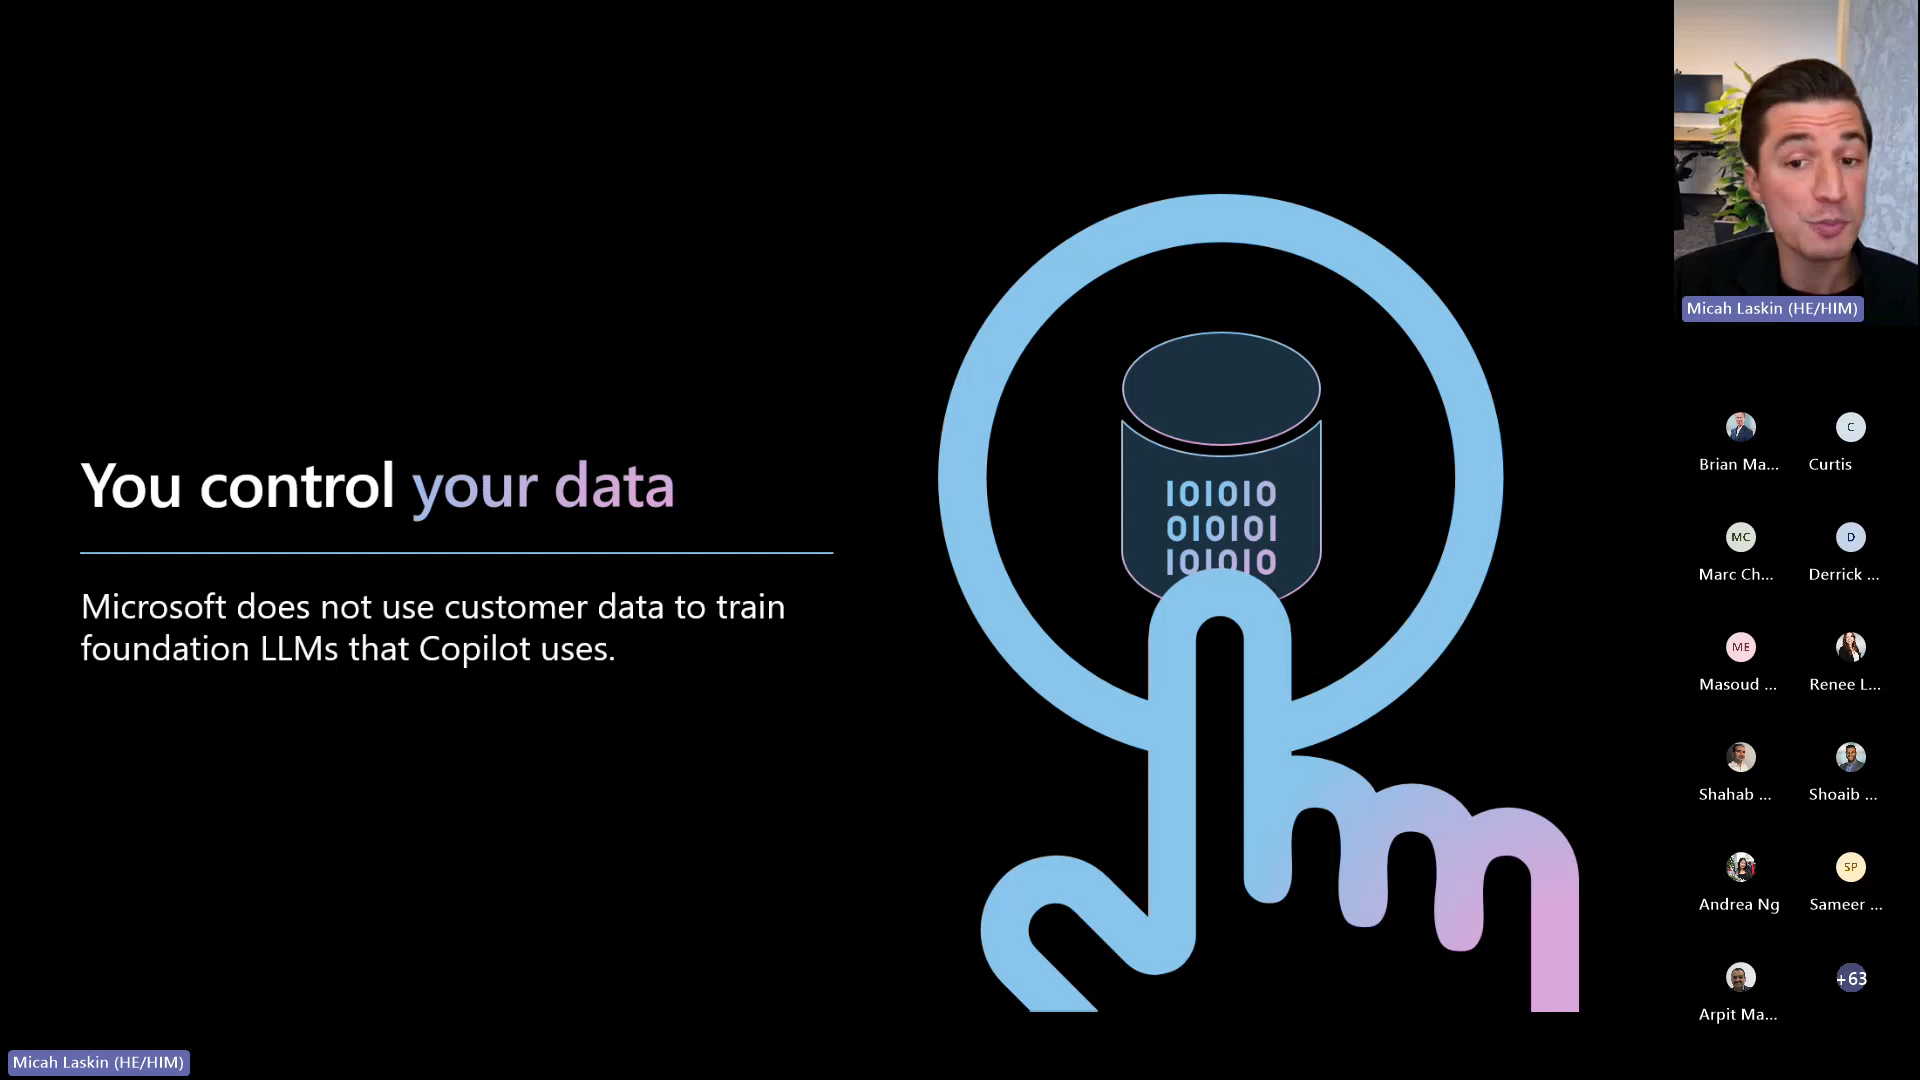 You control your data
Microsoft does not use customer data to train
foundation LLMs that Copilot uses.
101010
010101
101010
Micah Laskin (HE/HIM)
Brian Ma...
C
Curtis
MC
Marc Ch...
D
Derrick ...
ME
Masoud ...
Renee L...
Shahab ...
Shoaib ...
Andrea Ng
SP
Sameer ...
Arpit Ma...
+63
Micah Laskin (HE/HIM)